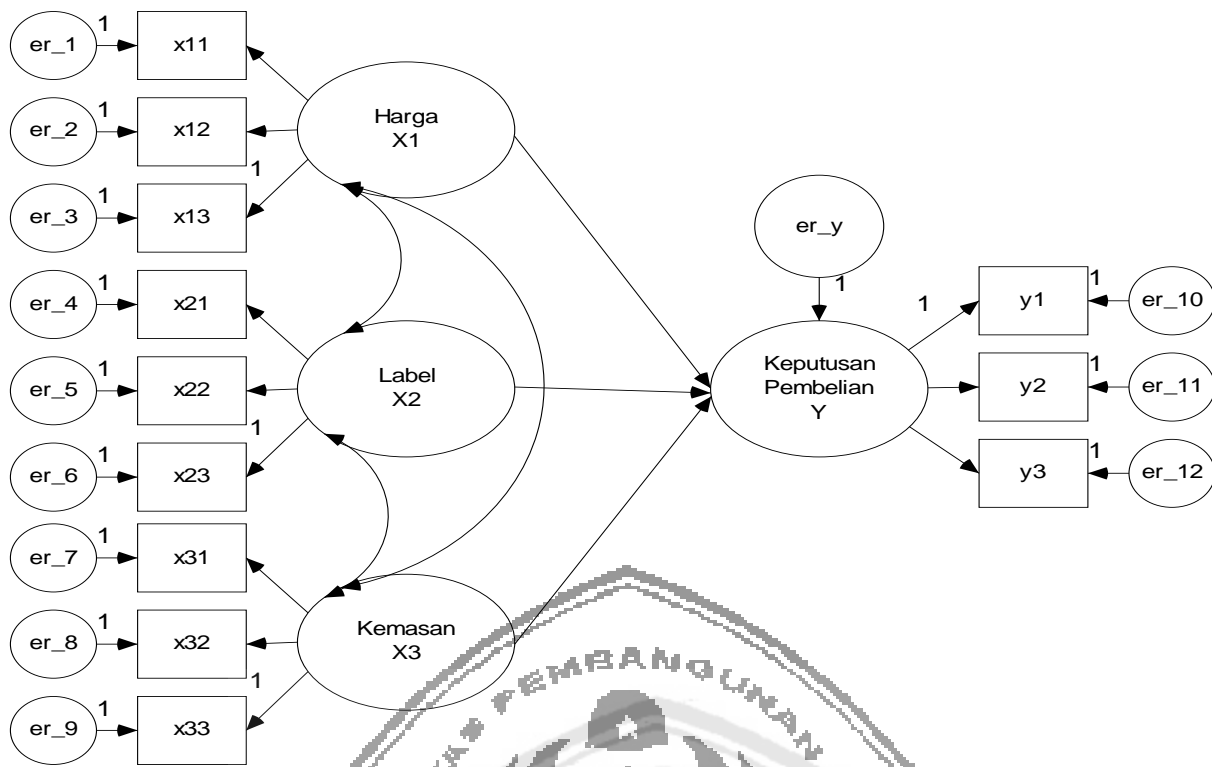 er_1
1
x11
er_2
1
x12
er_3
1
x13
1
Harga
X1
er_4
1
x21
er_5
1
x22
er_6
1
x23
1
Label
X2
er_7
1
x31
er_8
1
x32
er_9
1
x33
1
Kemasan
X3
er_y
1
Keputusan
Pembelian
Y
1
y1
1
er_10
y2
1
er_11
y3
1
er_12
PEMBANGUNAN